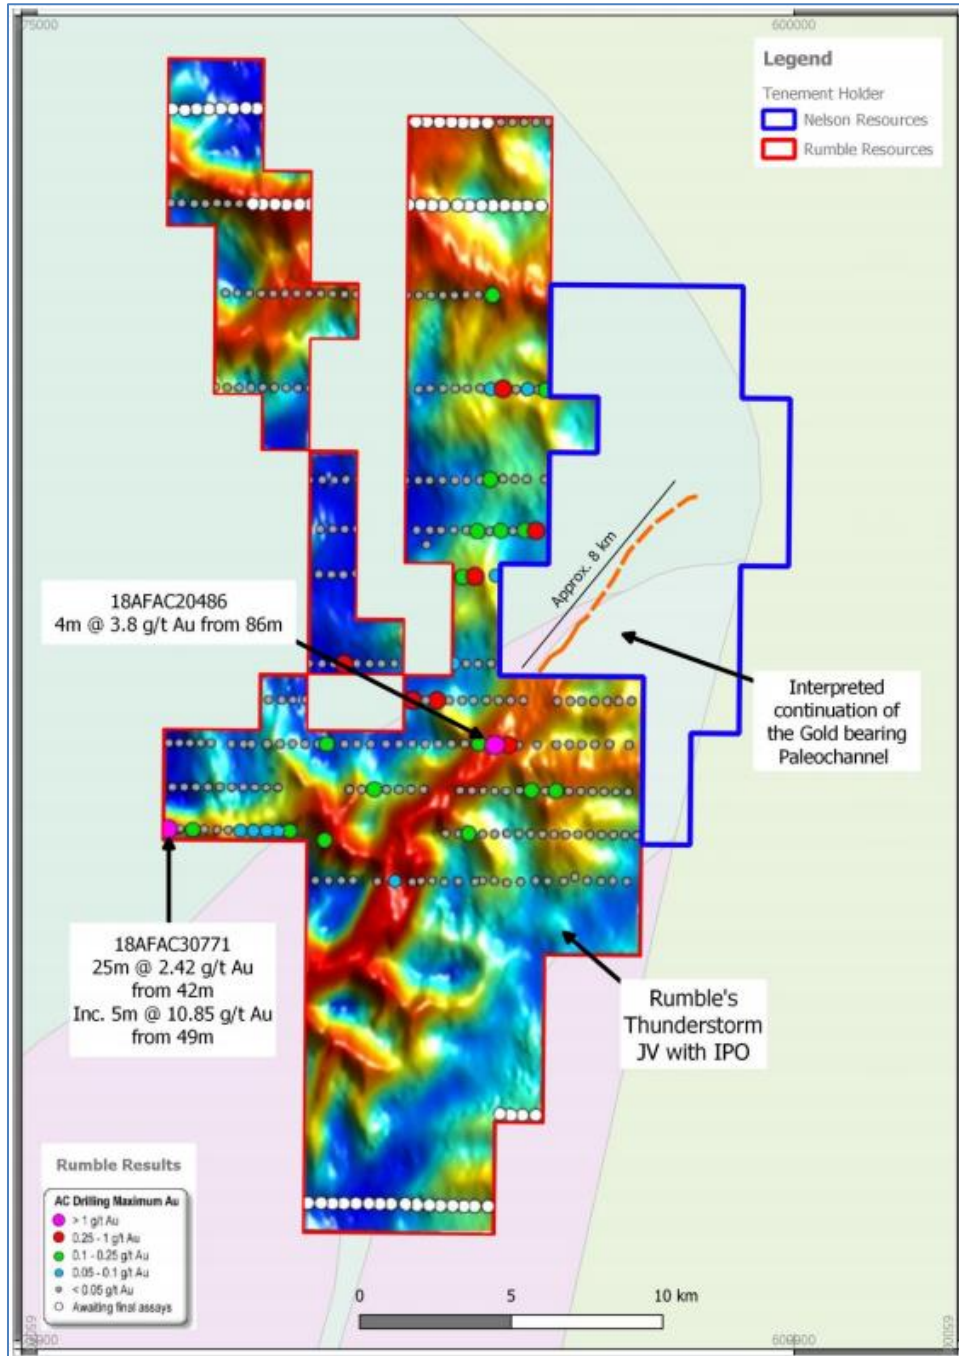 75000
600000
Legend
Tenement Holder
Nelson Resources
Rumble Resources
Approx. 8 km
18AFAC20486
4m @ 3.8 g/t Au from 86m
Interpreted
continuation of
the Gold bearing
Paleochannel
18AFAC30771
25m @ 2.42 g/t Au
from 42m
Inc. 5m @ 10.85 g/t Au
from 49m
Rumble's
Thunderstorm
JV with IPO
Rumble Results
AC Drilling Maximum Au
> 1 g/t Au
0.25 - 1 g/t Au
0.1 - 0.25 g/t Au
0.05 - 0.1 g/t Au
< 0.05 g/t Au
Awaiting final assays
0 5 10 km